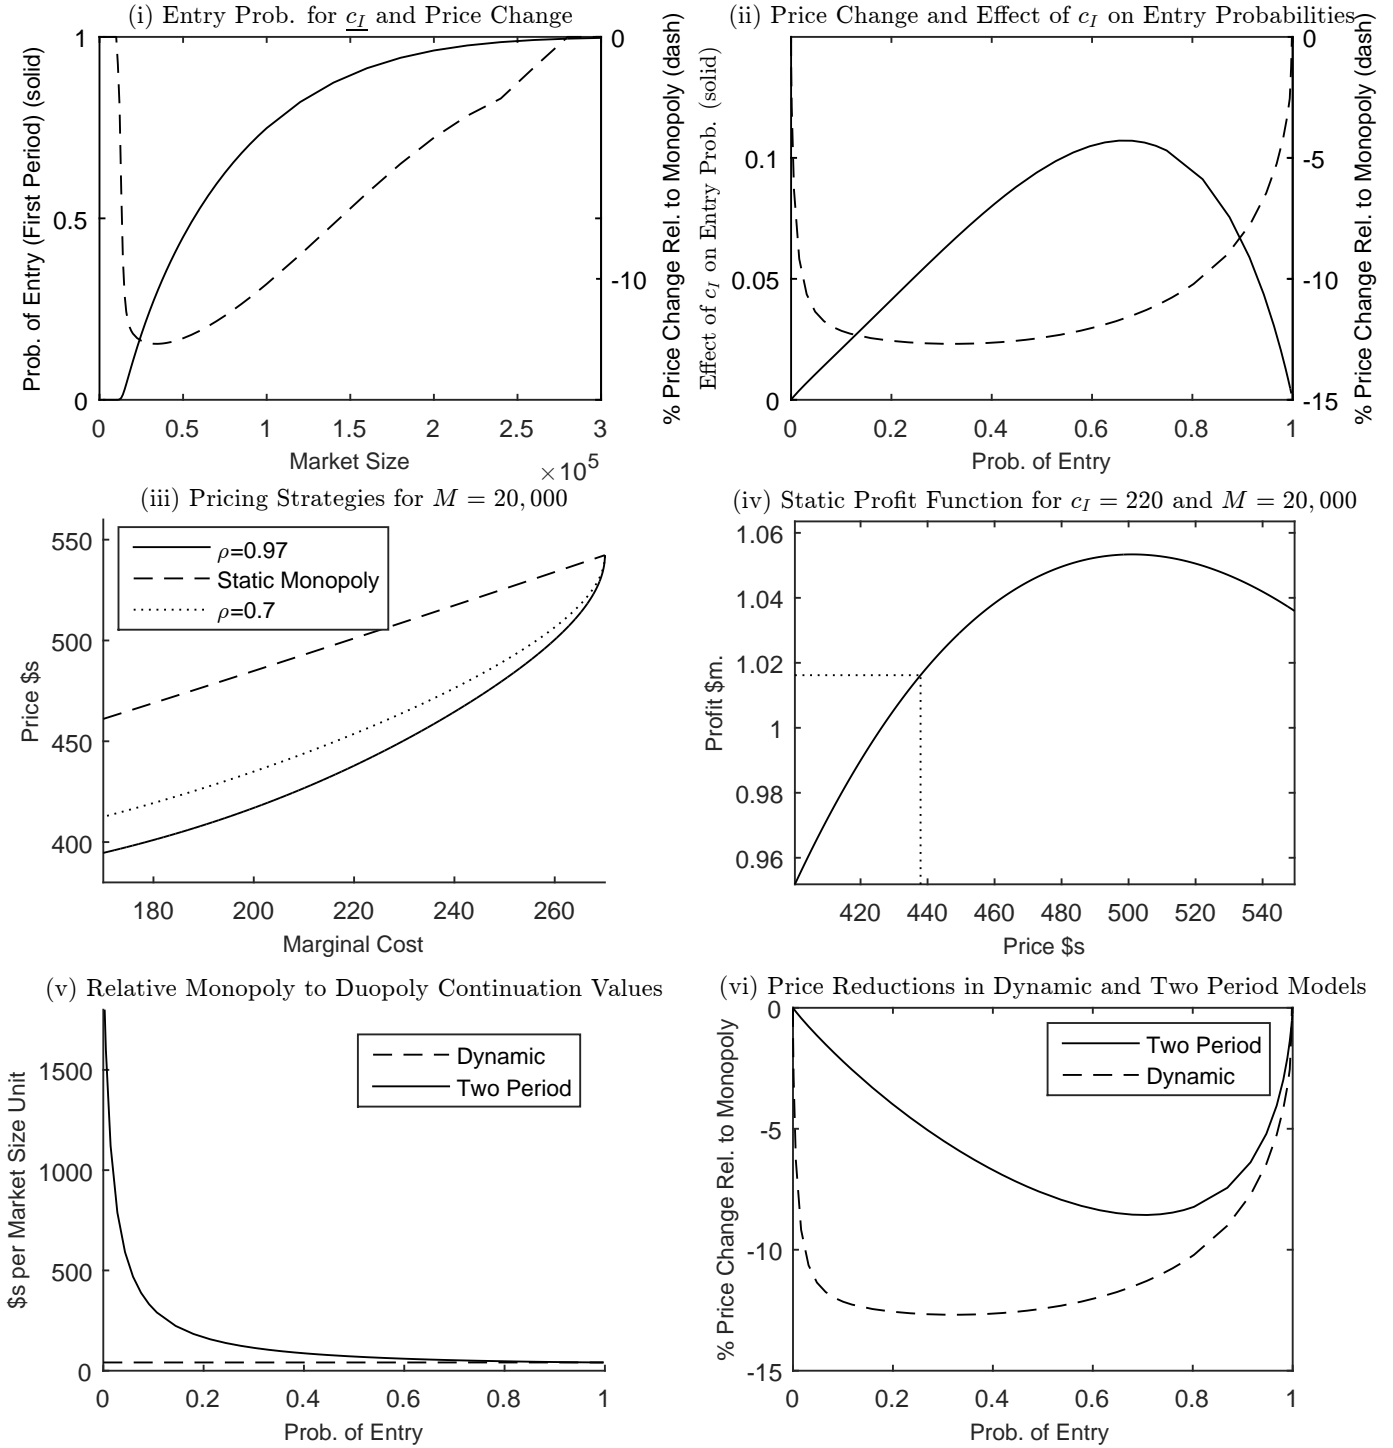 (i) Entry Prob. for c_I and Price Change
Prob. of Entry (First Period) (solid)
1
0.5
0
0
-10
% Price Change Rel. to Monopoly (dash)
0 0.5 1 1.5 2 2.5 3
Market Size
×10^5
(ii) Price Change and Effect of c_I on Entry Probabilities
Effect of c_I on Entry Prob. (solid)
0.1
0.05
0
0
-5
-10
-15
% Price Change Rel. to Monopoly (dash)
0 0.2 0.4 0.6 0.8 1
Prob. of Entry
(iii) Pricing Strategies for M = 20,000
ρ=0.97
Static Monopoly
ρ=0.7
Price $s
550
500
450
400
180 200 220 240 260
Marginal Cost
(iv) Static Profit Function for c_I = 220 and M = 20,000
Profit $m.
1.06
1.04
1.02
1
0.98
0.96
420 440 460 480 500 520 540
Price $s
(v) Relative Monopoly to Duopoly Continuation Values
Dynamic
Two Period
$s per Market Size Unit
1500
1000
500
0
0 0.2 0.4 0.6 0.8 1
Prob. of Entry
(vi) Price Reductions in Dynamic and Two Period Models
Two Period
Dynamic
% Price Change Rel. to Monopoly
0
-5
-10
-15
0 0.2 0.4 0.6 0.8 1
Prob. of Entry